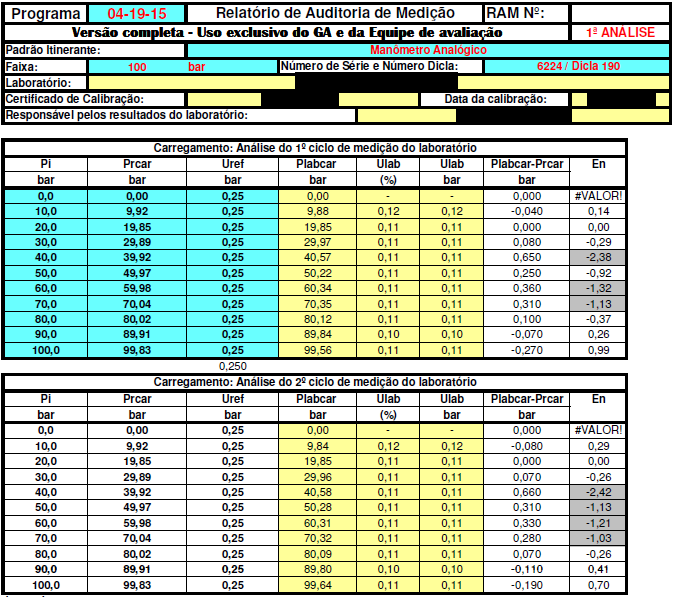 Programa 04-19-15 Relatório de Auditoria de Medição RAM Nº:
Versão completa - Uso exclusivo do GA e da Equipe de avaliação 1ª ANÁLISE
Padrão Itinerante: Manômetro Analógico
Faixa: 100 bar Número de Série e Número Dicla: 6224 / Dicla 190
Laboratório:
Certificado de Calibração: Data da calibração:
Responsável pelos resultados do laboratório:
Carregamento: Análise do 1º ciclo de medição do laboratório
Pi Prcar Uref Plabcar Ulab Ulab Plabcar-Prcar En
bar bar bar bar (%) bar bar
0,0 0,00 0,25 0,00 - - 0,000 #VALOR!
10,0 9,92 0,25 9,88 0,12 0,12 -0,040 0,14
20,0 19,85 0,25 19,85 0,11 0,11 0,000 0,00
30,0 29,89 0,25 29,97 0,11 0,11 0,080 -0,29
40,0 39,92 0,25 40,57 0,11 0,11 0,650 -2,38
50,0 49,97 0,25 50,22 0,11 0,11 0,250 -0,92
60,0 59,98 0,25 60,34 0,11 0,11 0,360 -1,32
70,0 70,04 0,25 70,35 0,11 0,11 0,310 -1,13
80,0 80,02 0,25 80,12 0,11 0,11 0,100 -0,37
90,0 89,91 0,25 89,84 0,10 0,10 -0,070 0,26
100,0 99,83 0,25 99,56 0,11 0,11 -0,270 0,99
0,250
Carregamento: Análise do 2º ciclo de medição do laboratório
Pi Prcar Uref Plabcar Ulab Ulab Plabcar-Prcar En
bar bar bar bar (%) bar bar
0,0 0,00 0,25 0,00 - - 0,000 #VALOR!
10,0 9,92 0,25 9,84 0,12 0,12 -0,080 0,29
20,0 19,85 0,25 19,85 0,11 0,11 0,000 0,00
30,0 29,89 0,25 29,96 0,11 0,11 0,070 -0,26
40,0 39,92 0,25 40,58 0,11 0,11 0,660 -2,42
50,0 49,97 0,25 50,28 0,11 0,11 0,310 -1,13
60,0 59,98 0,25 60,31 0,11 0,11 0,330 -1,21
70,0 70,04 0,25 70,32 0,11 0,11 0,280 -1,03
80,0 80,02 0,25 80,09 0,11 0,11 0,070 -0,26
90,0 89,91 0,25 89,80 0,10 0,10 -0,110 0,41
100,0 99,83 0,25 99,64 0,11 0,11 -0,190 0,70